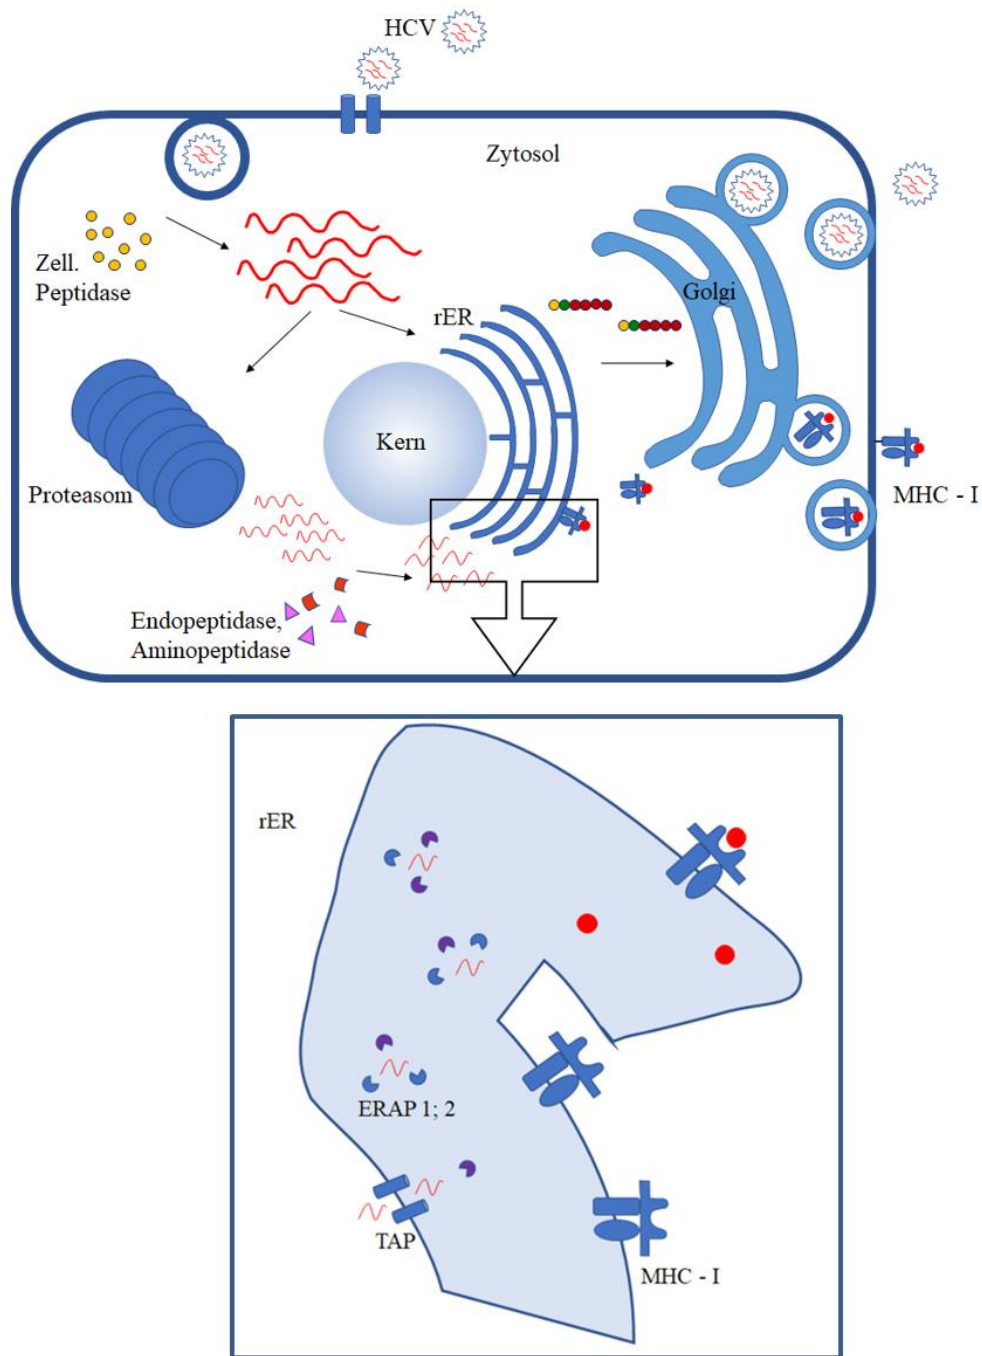 HCV
Zytosol
Zell.
Peptidase
Golgi
rER
Kern
Proteasom
MHC - I
Endopeptidase,
Aminopeptidase
rER
ERAP 1; 2
TAP
MHC - I